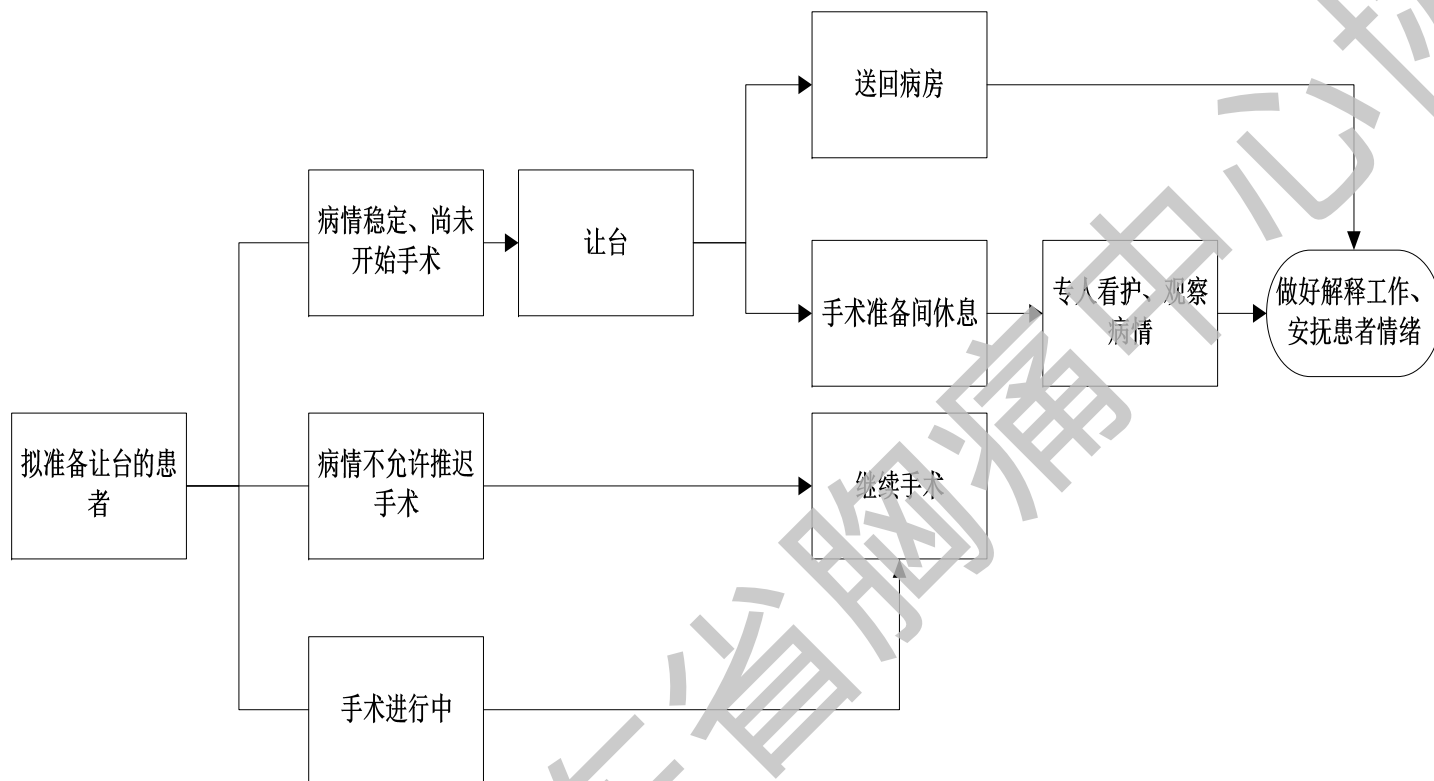 送回病房
病情稳定、尚未
开始手术
让台
手术准备间休息
专人看护、观察
病情
做好解释工作、
安抚患者情绪
拟准备让台的患
者
病情不允许推迟
手术
继续手术
手术进行中
省胸痛中心